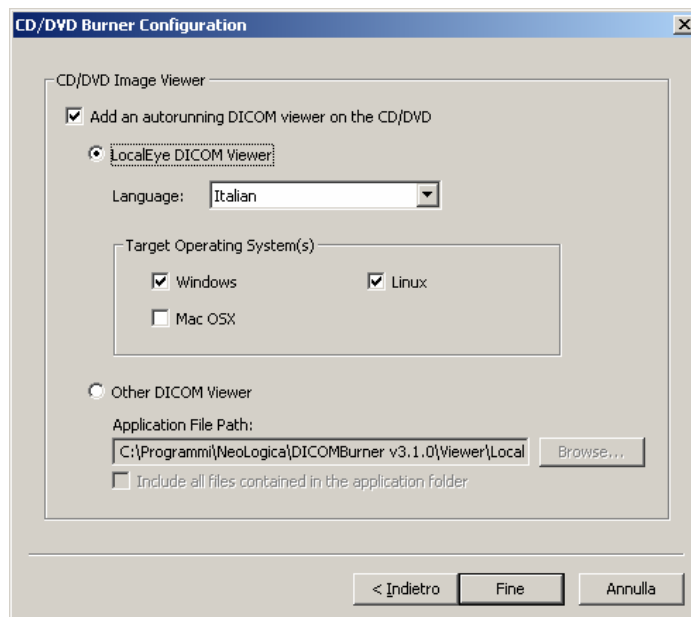 CD/DVD Burner Configuration
CD/DVD Image Viewer
Add an autorunning DICOM viewer on the CD/DVD
LocalEye DICOM Viewer
Language: Italian
Target Operating System(s)
Windows Linux
Mac OSX
Other DICOM Viewer
Application File Path:
C:\Programmi\NeoLogica\DICOMBurner v3.1.0\Viewer\Local Browse...
Include all files contained in the application folder
< Indietro Fine Annulla